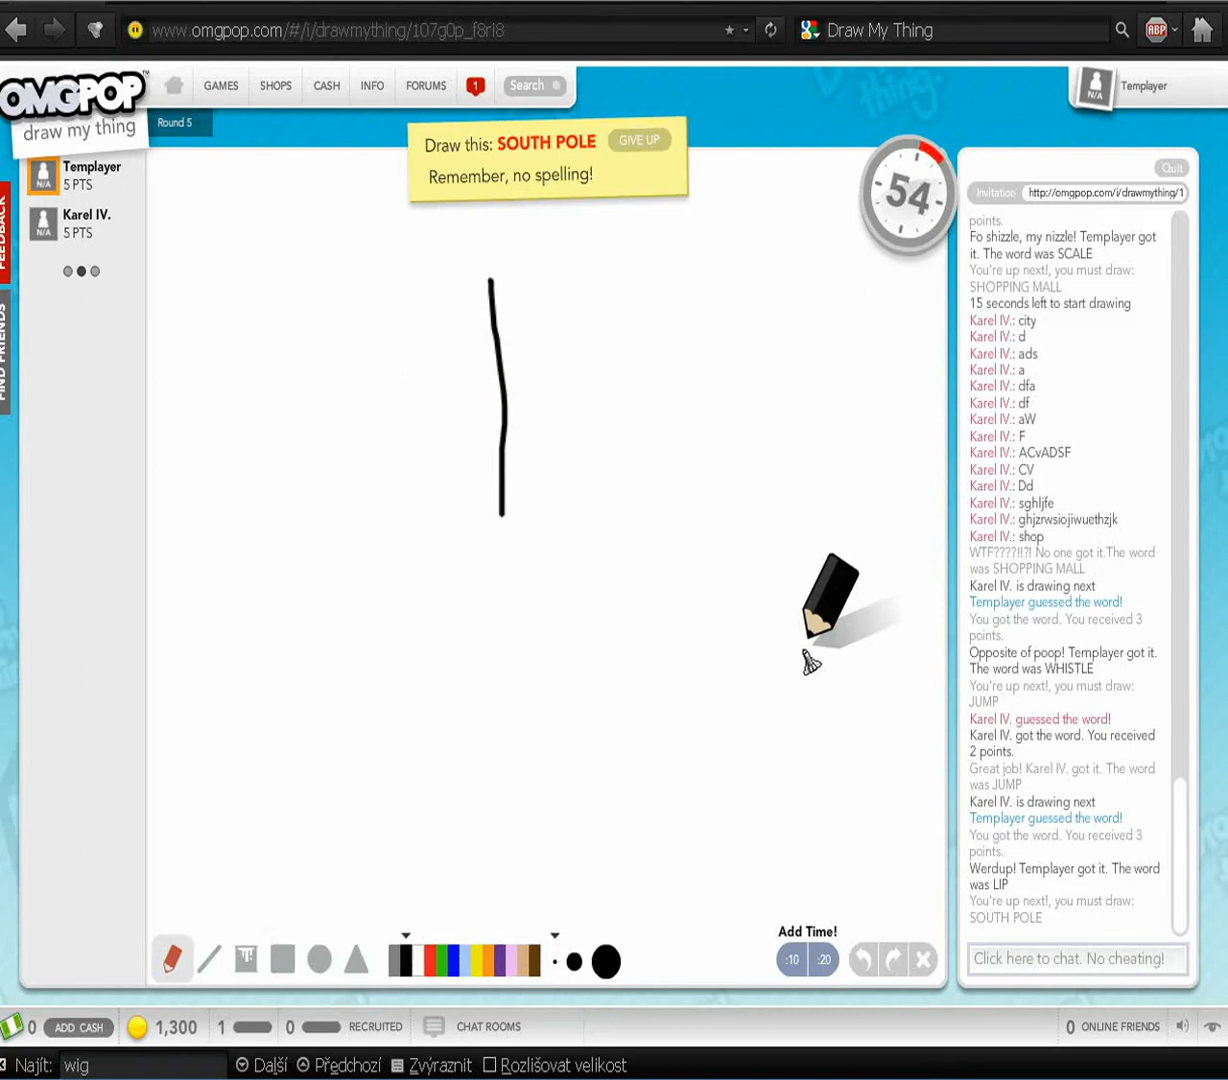 www.omgpop.com/#/i/drawmything/107g0p_f8rl8
Draw My Thing
ABP
OMGPOP
draw my thing
GAMES
SHOPS
CASH
INFO
FORUMS
1
Search
Templayer
Round 5
Draw this: SOUTH POLE
GIVE UP
Remember, no spelling!
54
N/A
Templayer
5 PTS
N/A
Karel IV.
5 PTS
FEEDBACK
FIND FRIENDS
Quit
Invitation
http://omgpop.com/i/drawmything/1
points.
Fo shizzle, my nizzle! Templayer got
it. The word was SCALE
You're up next!, you must draw:
SHOPPING MALL
15 seconds left to start drawing
Karel IV.: city
Karel IV.: d
Karel IV.: ads
Karel IV.: a
Karel IV.: dfa
Karel IV.: df
Karel IV.: aW
Karel IV.: F
Karel IV.: ACvADSF
Karel IV.: CV
Karel IV.: Dd
Karel IV.: sghljfe
Karel IV.: ghjzrwsiojiwuethzjk
Karel IV.: shop
WTF????!!?! No one got it.The word
was SHOPPING MALL
Karel IV. is drawing next
Templayer guessed the word!
You got the word. You received 3
points.
Opposite of poop! Templayer got it.
The word was WHISTLE
You're up next!, you must draw:
JUMP
Karel IV. guessed the word!
Karel IV. got the word. You received
2 points.
Great job! Karel IV. got it. The word
was JUMP
Karel IV. is drawing next
Templayer guessed the word!
You got the word. You received 3
points.
Werdup! Templayer got it. The word
was LIP
You're up next!, you must draw:
SOUTH POLE
Click here to chat. No cheating!
Add Time!
:10
:20
0
ADD CASH
1,300
1
0
RECRUITED
CHAT ROOMS
0 ONLINE FRIENDS
Najít:
wig
Další
Předchozí
Zvýraznit
Rozlišovat velikost